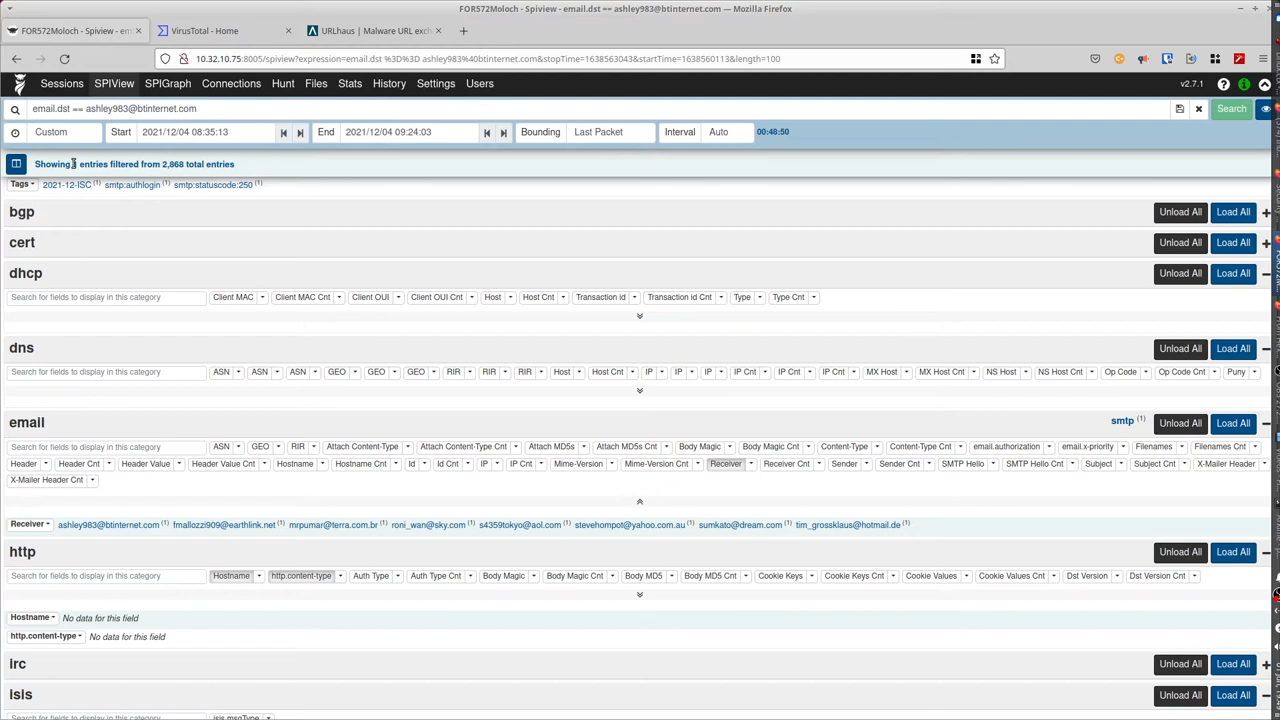 FOR572Moloch - Spiview - email.dst == ashley983@btinternet.com — Mozilla Firefox
FOR572Moloch - Spiview - em
VirusTotal - Home
URLhaus | Malware URL exc
10.32.10.75:8005/spiview?expression=email.dst %3D%3D ashley983%40btinternet.com&stopTime=1638563043&startTime=1638560113&length=100
Sessions SPIView SPIGraph Connections Hunt Files Stats History Settings Users v2.7.1
email.dst == ashley983@btinternet.com Search
Custom Start 2021/12/04 08:35:13 End 2021/12/04 09:24:03 Bounding Last Packet Interval Auto 00:48:50
Showing entries filtered from 2,868 total entries
Tags 2021-12-ISC (1) smtp:authlogin (1) smtp:statuscode:250 (1)
bgp Unload All Load All
cert Unload All Load All
dhcp Unload All Load All
Search for fields to display in this category Client MAC Client MAC Cnt Client OUI Client OUI Cnt Host Host Cnt Transaction id Transaction id Cnt Type Type Cnt
dns Unload All Load All
Search for fields to display in this category ASN ASN ASN GEO GEO GEO RIR RIR RIR Host Host Cnt IP IP IP IP Cnt IP Cnt IP Cnt MX Host MX Host Cnt NS Host NS Host Cnt Op Code Op Code Cnt Puny
email smtp (1) Unload All Load All
Search for fields to display in this category ASN GEO RIR Attach Content-Type Attach Content-Type Cnt Attach MD5s Attach MD5s Cnt Body Magic Body Magic Cnt Content-Type Content-Type Cnt email.authorization email.x-priority Filenames Filenames Cnt
Header Header Cnt Header Value Header Value Cnt Hostname Hostname Cnt Id Id Cnt IP IP Cnt Mime-Version Mime-Version Cnt Receiver Receiver Cnt Sender Sender Cnt SMTP Hello SMTP Hello Cnt Subject Subject Cnt X-Mailer Header
X-Mailer Header Cnt
Receiver ashley983@btinternet.com (1) fmallozzi909@earthlink.net (1) mrpumar@terra.com.br (1) roni_wan@sky.com (1) s4359tokyo@aol.com (1) stevehompot@yahoo.com.au (1) sumkato@dream.com (1) tim_grossklaus@hotmail.de (1)
http Unload All Load All
Search for fields to display in this category Hostname http.content-type Auth Type Auth Type Cnt Body Magic Body Magic Cnt Body MD5 Body MD5 Cnt Cookie Keys Cookie Keys Cnt Cookie Values Cookie Values Cnt Dst Version Dst Version Cnt
Hostname No data for this field
http.content-type No data for this field
irc Unload All Load All
isis Unload All Load All
isis.msgType